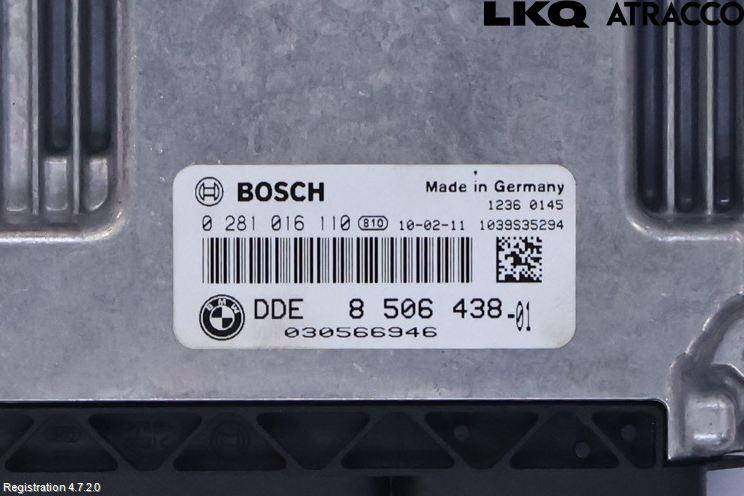 LKQ ATRACCO
BOSCH
Made in Germany
1236 0145
0 281 016 110 810 10-02-11 1039S35294
BMW
DDE 8 506 438-01
030566946
Registration 4.7.2.0